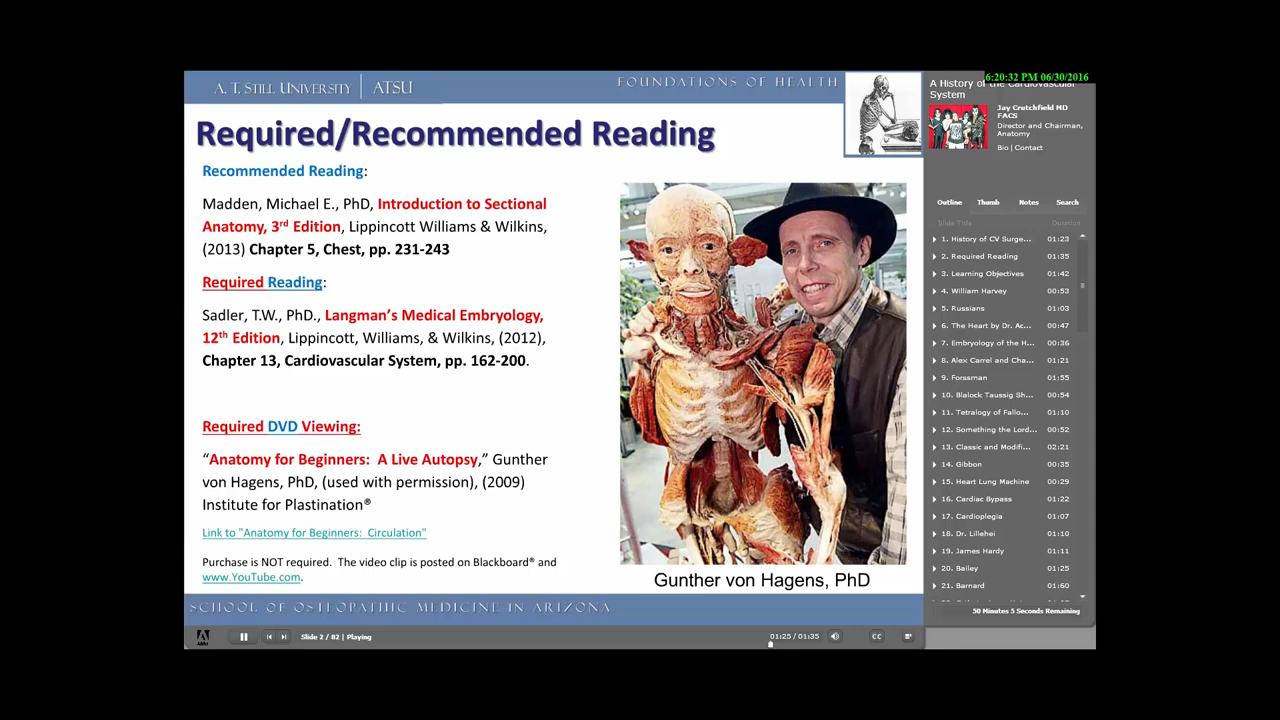 6:20:32 PM 06/30/2016
A. T. STILL UNIVERSITY ATSU
FOUNDATIONS OF HEALTH
Required/Recommended Reading
Recommended Reading:
Madden, Michael E., PhD, Introduction to Sectional
Anatomy, 3rd Edition, Lippincott Williams & Wilkins,
(2013) Chapter 5, Chest, pp. 231-243
Required Reading:
Sadler, T.W., PhD., Langman's Medical Embryology,
12th Edition, Lippincott, Williams, & Wilkins, (2012),
Chapter 13, Cardiovascular System, pp. 162-200.
Required DVD Viewing:
“Anatomy for Beginners: A Live Autopsy,” Gunther
von Hagens, PhD, (used with permission), (2009)
Institute for Plastination®
Link to "Anatomy for Beginners: Circulation"
Purchase is NOT required. The video clip is posted on Blackboard® and
www.YouTube.com.
Gunther von Hagens, PhD
SCHOOL OF OSTEOPATHIC MEDICINE IN ARIZONA
A History of the Cardiovascular
System
Jay Crutchfield MD
FACS
Director and Chairman,
Anatomy
Bio | Contact
Outline Thumb Notes Search
Slide Title Duration
1. History of CV Surge... 01:23
2. Required Reading 01:35
3. Learning Objectives 01:42
4. William Harvey 00:53
5. Russians 01:03
6. The Heart by Dr. Ac... 00:47
7. Embryology of the H... 00:36
8. Alex Carrel and Cha... 01:21
9. Forssman 01:55
10. Blalock Taussig Sh... 00:54
11. Tetralogy of Fallo... 01:10
12. Something the Lord... 00:52
13. Classic and Modifi... 02:21
14. Gibbon 00:35
15. Heart Lung Machine 00:29
16. Cardiac Bypass 01:22
17. Cardioplegia 01:07
18. Dr. Lillehei 01:10
19. James Hardy 01:11
20. Bailey 01:25
21. Barnard 01:60
50 Minutes 5 Seconds Remaining
Slide 2 / 82 | Playing
01:25 / 01:35
CC